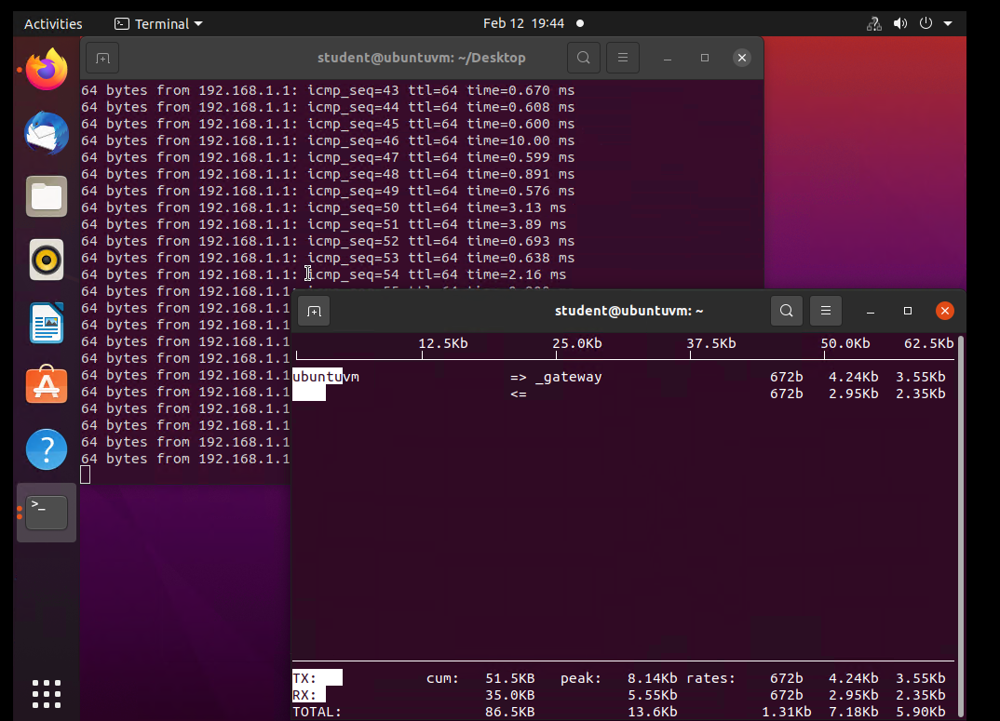 Activities Terminal Feb 12 19:44
student@ubuntuvm: ~/Desktop
64 bytes from 192.168.1.1: icmp_seq=43 ttl=64 time=0.670 ms
64 bytes from 192.168.1.1: icmp_seq=44 ttl=64 time=0.608 ms
64 bytes from 192.168.1.1: icmp_seq=45 ttl=64 time=0.600 ms
64 bytes from 192.168.1.1: icmp_seq=46 ttl=64 time=10.00 ms
64 bytes from 192.168.1.1: icmp_seq=47 ttl=64 time=0.599 ms
64 bytes from 192.168.1.1: icmp_seq=48 ttl=64 time=0.891 ms
64 bytes from 192.168.1.1: icmp_seq=49 ttl=64 time=0.576 ms
64 bytes from 192.168.1.1: icmp_seq=50 ttl=64 time=3.13 ms
64 bytes from 192.168.1.1: icmp_seq=51 ttl=64 time=3.89 ms
64 bytes from 192.168.1.1: icmp_seq=52 ttl=64 time=0.693 ms
64 bytes from 192.168.1.1: icmp_seq=53 ttl=64 time=0.638 ms
64 bytes from 192.168.1.1: icmp_seq=54 ttl=64 time=2.16 ms
64 bytes from 192.168.1.1:
64 bytes from 192.168.1.1
64 bytes from 192.168.1.1
64 bytes from 192.168.1.1
64 bytes from 192.168.1.1
64 bytes from 192.168.1.1
64 bytes from 192.168.1.1
64 bytes from 192.168.1.1
64 bytes from 192.168.1.1
64 bytes from 192.168.1.1
64 bytes from 192.168.1.1
student@ubuntuvm: ~
12.5Kb 25.0Kb 37.5Kb 50.0Kb 62.5Kb
ubuntuvm => _gateway 672b 4.24Kb 3.55Kb
<= 672b 2.95Kb 2.35Kb
TX: cum: 51.5KB peak: 8.14Kb rates: 672b 4.24Kb 3.55Kb
RX: 35.0KB 5.55Kb 672b 2.95Kb 2.35Kb
TOTAL: 86.5KB 13.6Kb 1.31Kb 7.18Kb 5.90Kb